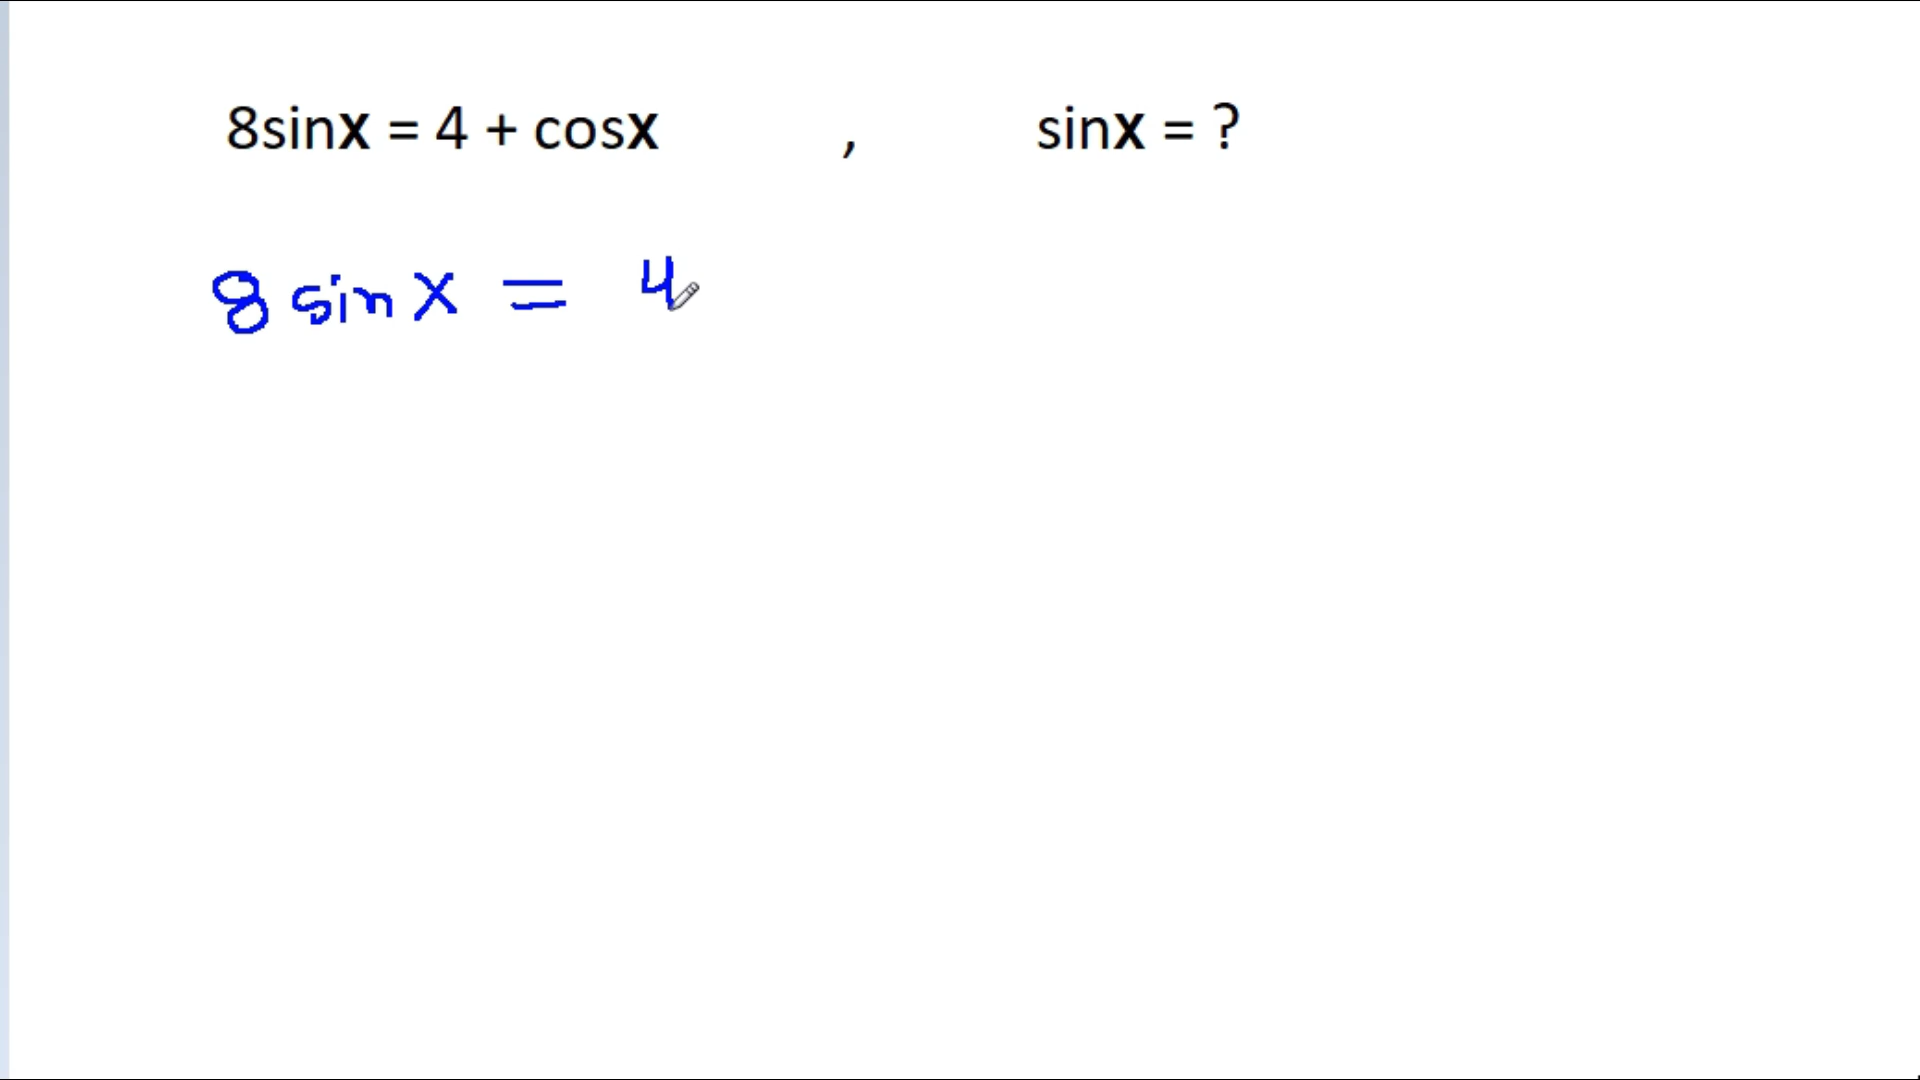 8sinx = 4 + cosx , sinx = ?
8 sin x = 4